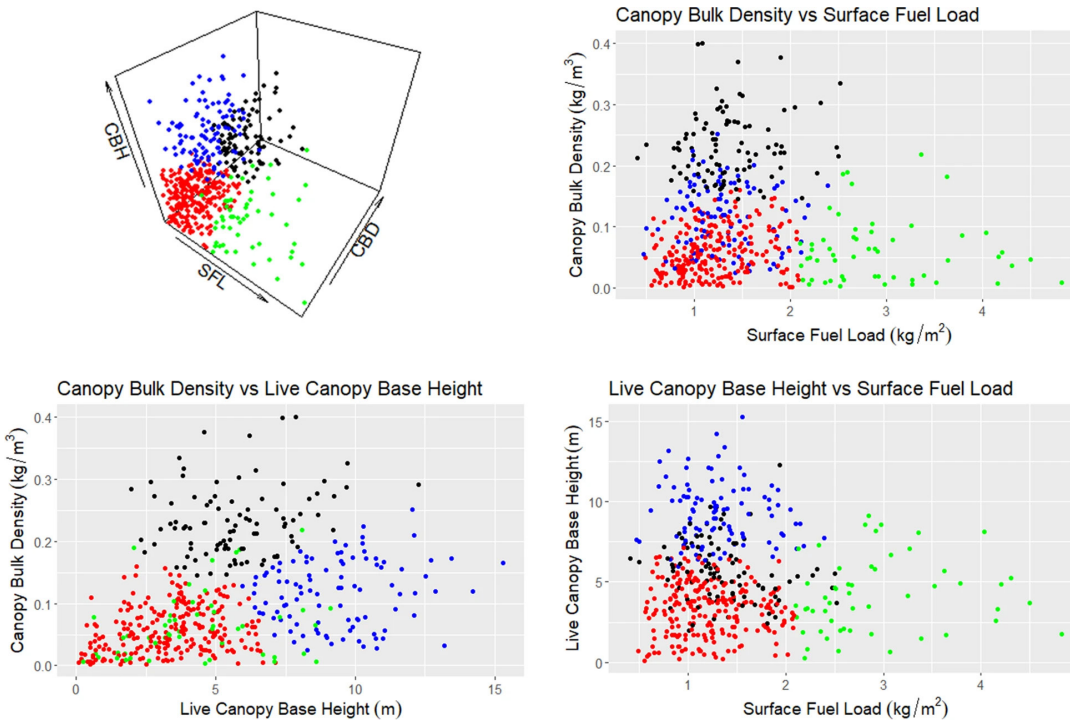 CBH
SFL
CBD
Canopy Bulk Density vs Surface Fuel Load
Canopy Bulk Density (kg/m³)
0.4
0.3
0.2
0.1
0.0
1 2 3 4
Surface Fuel Load (kg/m²)
Canopy Bulk Density vs Live Canopy Base Height
Canopy Bulk Density (kg/m³)
0.4
0.3
0.2
0.1
0.0
0 5 10 15
Live Canopy Base Height (m)
Live Canopy Base Height vs Surface Fuel Load
Live Canopy Base Height (m)
15
10
5
0
1 2 3 4
Surface Fuel Load (kg/m²)